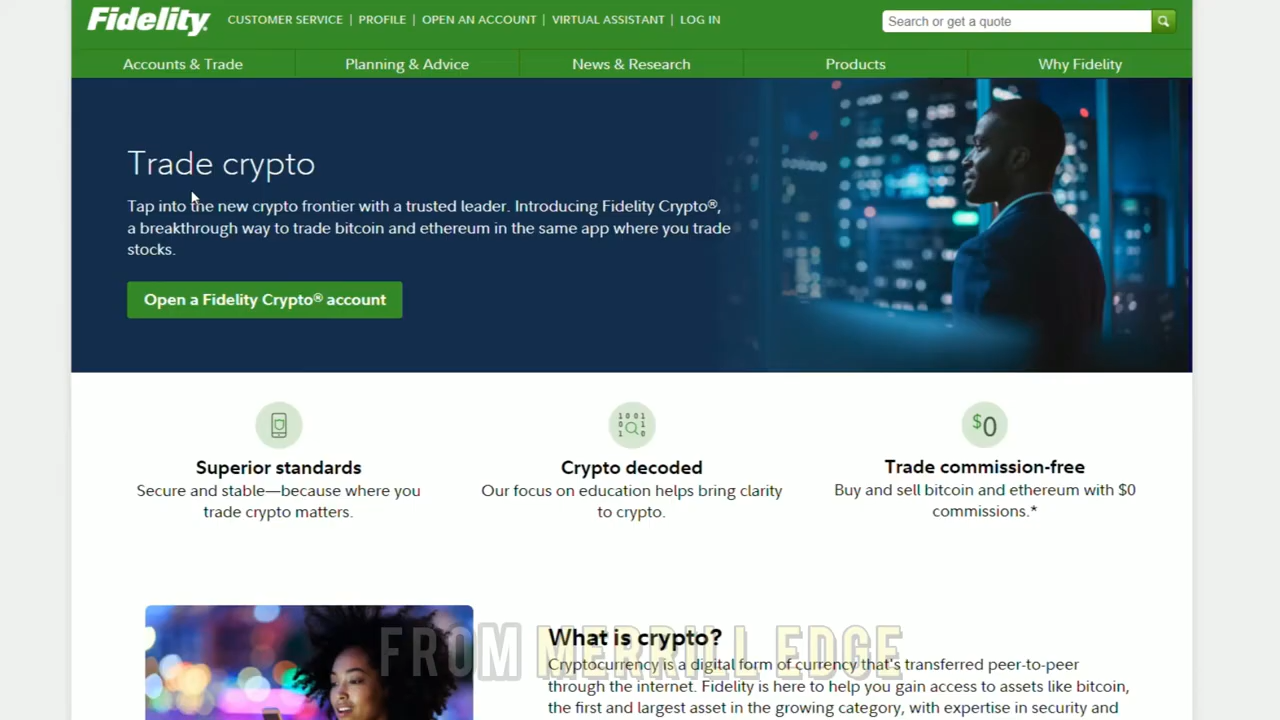 Fidelity
CUSTOMER SERVICE | PROFILE | OPEN AN ACCOUNT | VIRTUAL ASSISTANT | LOG IN
Search or get a quote
Accounts & Trade
Planning & Advice
News & Research
Products
Why Fidelity
Trade crypto
Tap into the new crypto frontier with a trusted leader. Introducing Fidelity Crypto®,
a breakthrough way to trade bitcoin and ethereum in the same app where you trade
stocks.
Open a Fidelity Crypto® account
1001
0 1
1 0
$0
Superior standards
Secure and stable—because where you
trade crypto matters.
Crypto decoded
Our focus on education helps bring clarity
to crypto.
Trade commission-free
Buy and sell bitcoin and ethereum with $0
commissions.*
What is crypto?
FROM MERRILL EDGE
Cryptocurrency is a digital form of currency that's transferred peer-to-peer
through the internet. Fidelity is here to help you gain access to assets like bitcoin,
the first and largest asset in the growing category, with expertise in security and